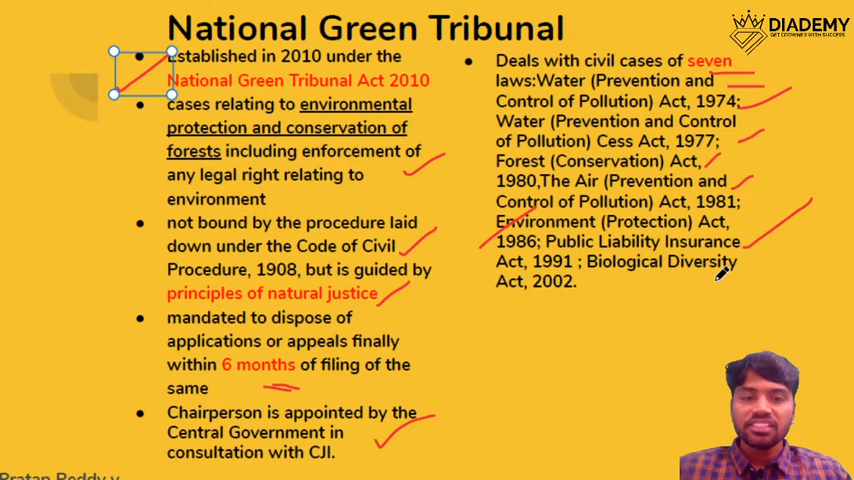 National Green Tribunal
DIADEMY
GET CROWNED WITH SUCCESS
Established in 2010 under the
National Green Tribunal Act 2010
cases relating to environmental
protection and conservation of
forests including enforcement of
any legal right relating to
environment
not bound by the procedure laid
down under the Code of Civil
Procedure, 1908, but is guided by
principles of natural justice
mandated to dispose of
applications or appeals finally
within 6 months of filing of the
same
Chairperson is appointed by the
Central Government in
consultation with CJI.
Deals with civil cases of seven
laws:Water (Prevention and
Control of Pollution) Act, 1974;
Water (Prevention and Control
of Pollution) Cess Act, 1977;
Forest (Conservation) Act,
1980,The Air (Prevention and
Control of Pollution) Act, 1981;
Environment (Protection) Act,
1986; Public Liability Insurance
Act, 1991 ; Biological Diversity
Act, 2002.
Reddy y